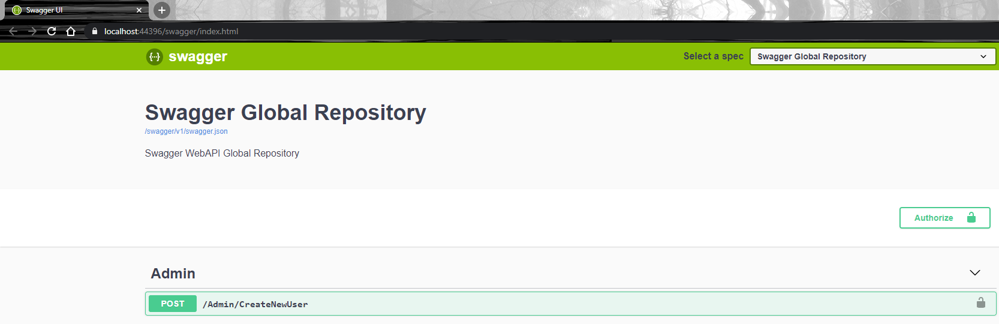 Swagger UI
localhost:44396/swagger/index.html
{···} swagger
Select a spec
Swagger Global Repository
Swagger Global Repository
/swagger/v1/swagger.json
Swagger WebAPI Global Repository
Authorize
Admin
POST /Admin/CreateNewUser